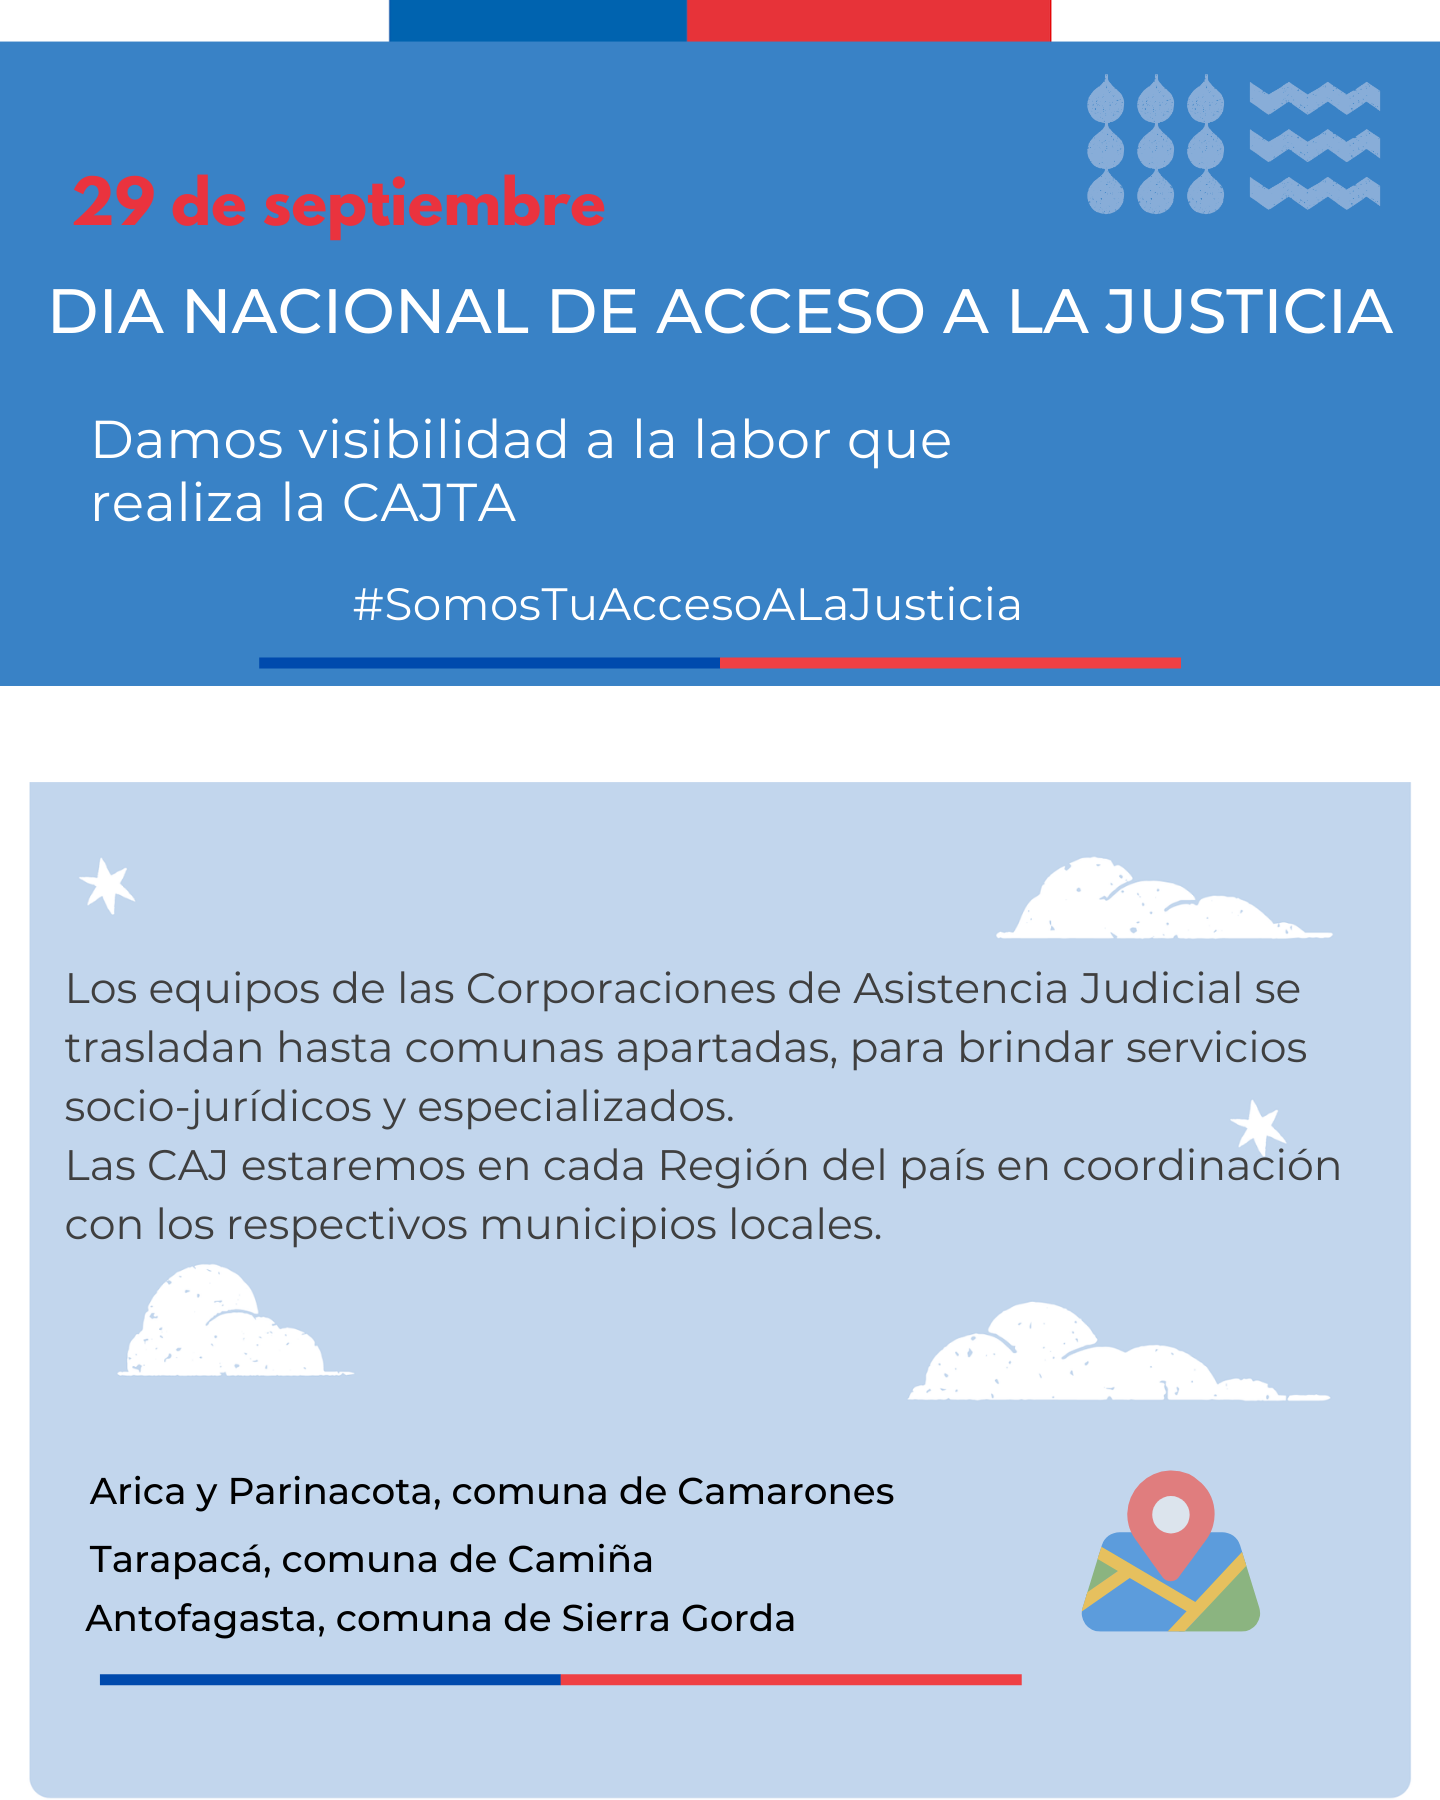 29 de septiembre
DIA NACIONAL DE ACCESO A LA JUSTICIA
Damos visibilidad a la labor que
realiza la CAJTA
#SomosTuAccesoALaJusticia
Los equipos de las Corporaciones de Asistencia Judicial se
trasladan hasta comunas apartadas, para brindar servicios
socio-jurídicos y especializados.
Las CAJ estaremos en cada Región del país en coordinación
con los respectivos municipios locales.
Arica y Parinacota, comuna de Camarones
Tarapacá, comuna de Camiña
Antofagasta, comuna de Sierra Gorda